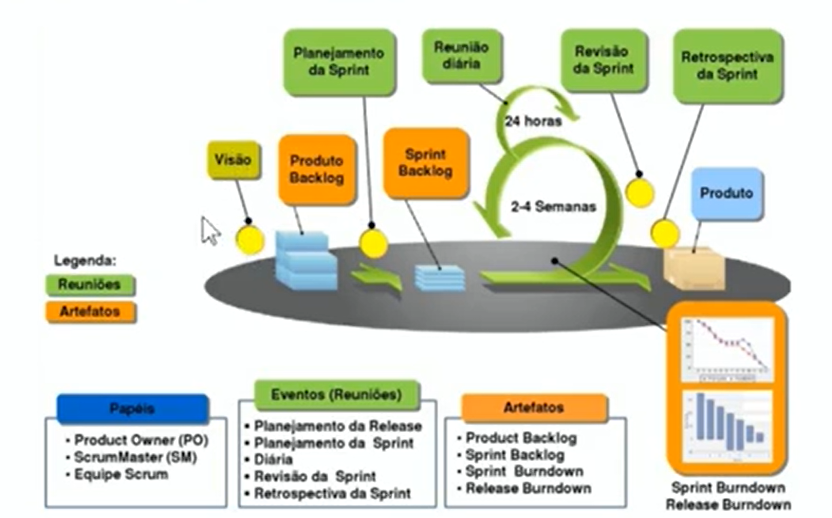 Planejamento
da Sprint
Reunião
diária
Revisão
da Sprint
Retrospectiva
da Sprint
24 horas
Visão
Produto
Backlog
Sprint
Backlog
2-4 Semanas
Produto
Legenda:
Reuniões
Artefatos
Papéis
• Product Owner (PO)
• ScrumMaster (SM)
• Equipe Scrum
Eventos (Reuniões)
• Planejamento da Release
• Planejamento da Sprint
• Diária
• Revisão da Sprint
• Retrospectiva da Sprint
Artefatos
• Product Backlog
• Sprint Backlog
• Sprint Burndown
• Release Burndown
Sprint Burndown
Release Burndown